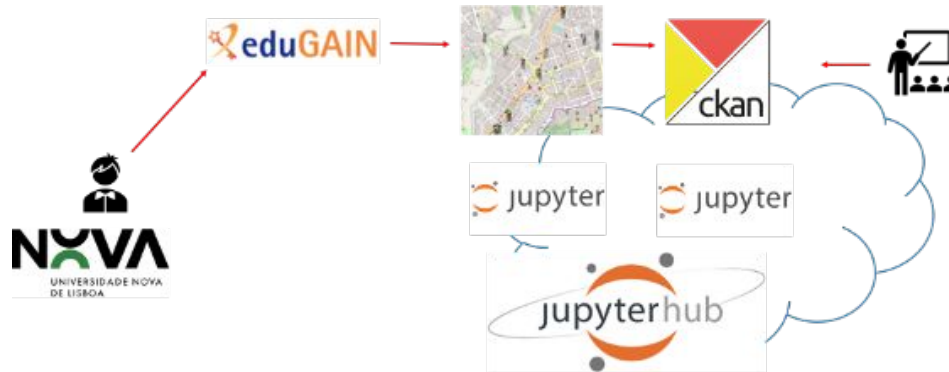 eduGAIN
ckan
NOVA
UNIVERSIDADE NOVA
DE LISBOA
jupyter
jupyter
jupyterhub